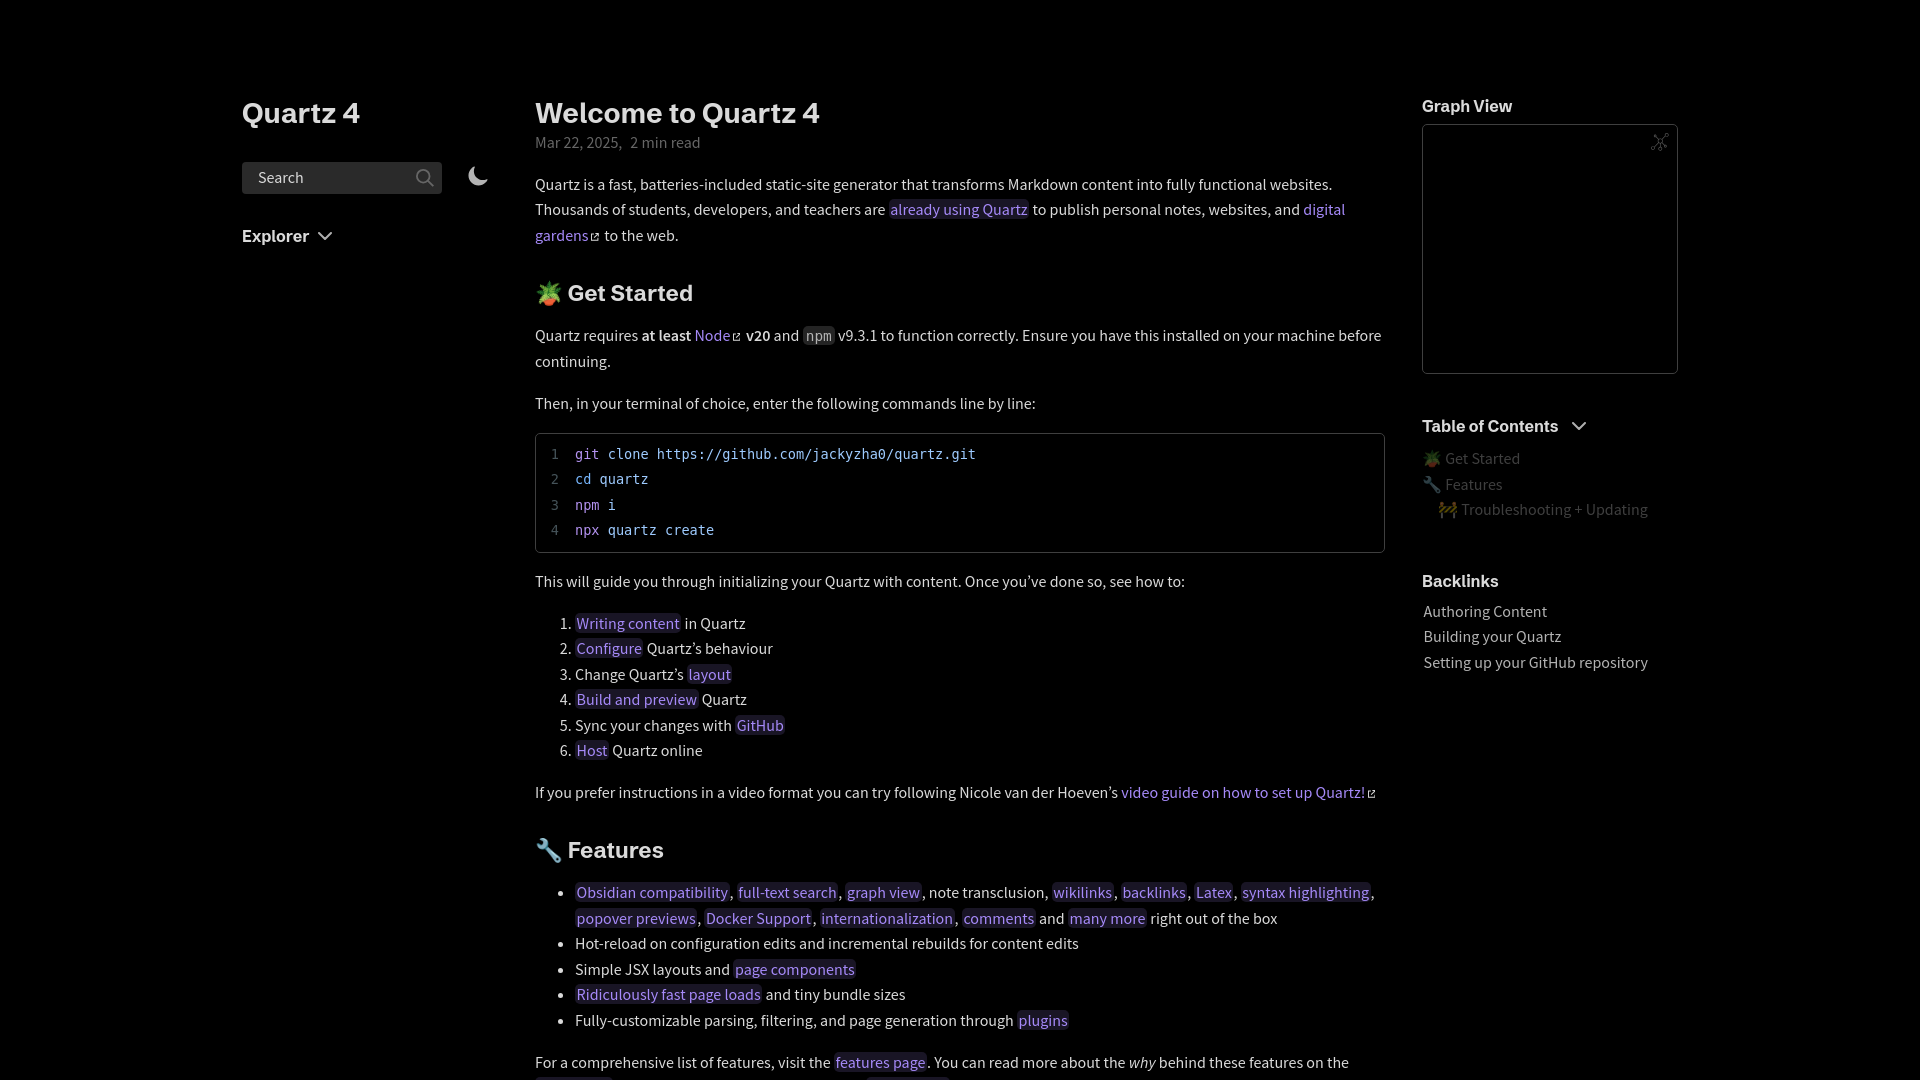 Quartz 4
Search
Explorer
Welcome to Quartz 4
Mar 22, 2025, 2 min read
Quartz is a fast, batteries-included static-site generator that transforms Markdown content into fully functional websites.
Thousands of students, developers, and teachers are already using Quartz to publish personal notes, websites, and digital
gardens to the web.
🪴 Get Started
Quartz requires at least Node v20 and npm v9.3.1 to function correctly. Ensure you have this installed on your machine before
continuing.
Then, in your terminal of choice, enter the following commands line by line:
1 git clone https://github.com/jackyzha0/quartz.git
2 cd quartz
3 npm i
4 npx quartz create
This will guide you through initializing your Quartz with content. Once you’ve done so, see how to:
1. Writing content in Quartz
2. Configure Quartz’s behaviour
3. Change Quartz’s layout
4. Build and preview Quartz
5. Sync your changes with GitHub
6. Host Quartz online
If you prefer instructions in a video format you can try following Nicole van der Hoeven’s video guide on how to set up Quartz!
🔧 Features
• Obsidian compatibility, full-text search, graph view, note transclusion, wikilinks, backlinks, Latex, syntax highlighting,
popover previews, Docker Support, internationalization, comments and many more right out of the box
• Hot-reload on configuration edits and incremental rebuilds for content edits
• Simple JSX layouts and page components
• Ridiculously fast page loads and tiny bundle sizes
• Fully-customizable parsing, filtering, and page generation through plugins
For a comprehensive list of features, visit the features page. You can read more about the why behind these features on the
Graph View
Table of Contents
🪴 Get Started
🔧 Features
🚧 Troubleshooting + Updating
Backlinks
Authoring Content
Building your Quartz
Setting up your GitHub repository